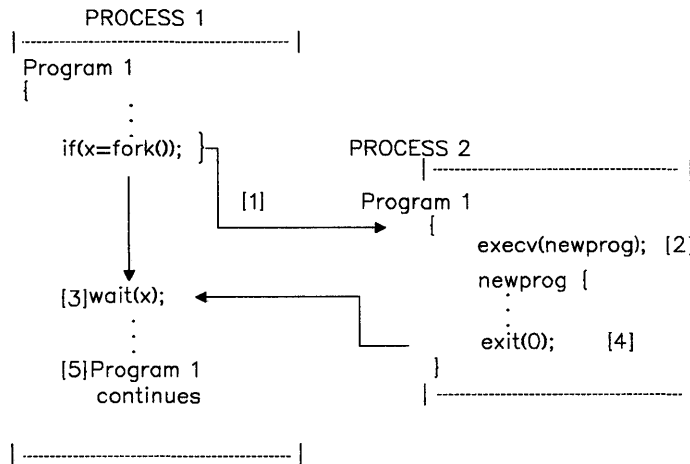 PROCESS 1
Program 1
{
if(x=fork()); }
PROCESS 2
[1]
Program 1
{
execv(newprog); [2]
newprog {
[3]wait(x);
exit(0); [4]
}
[5]Program 1
continues